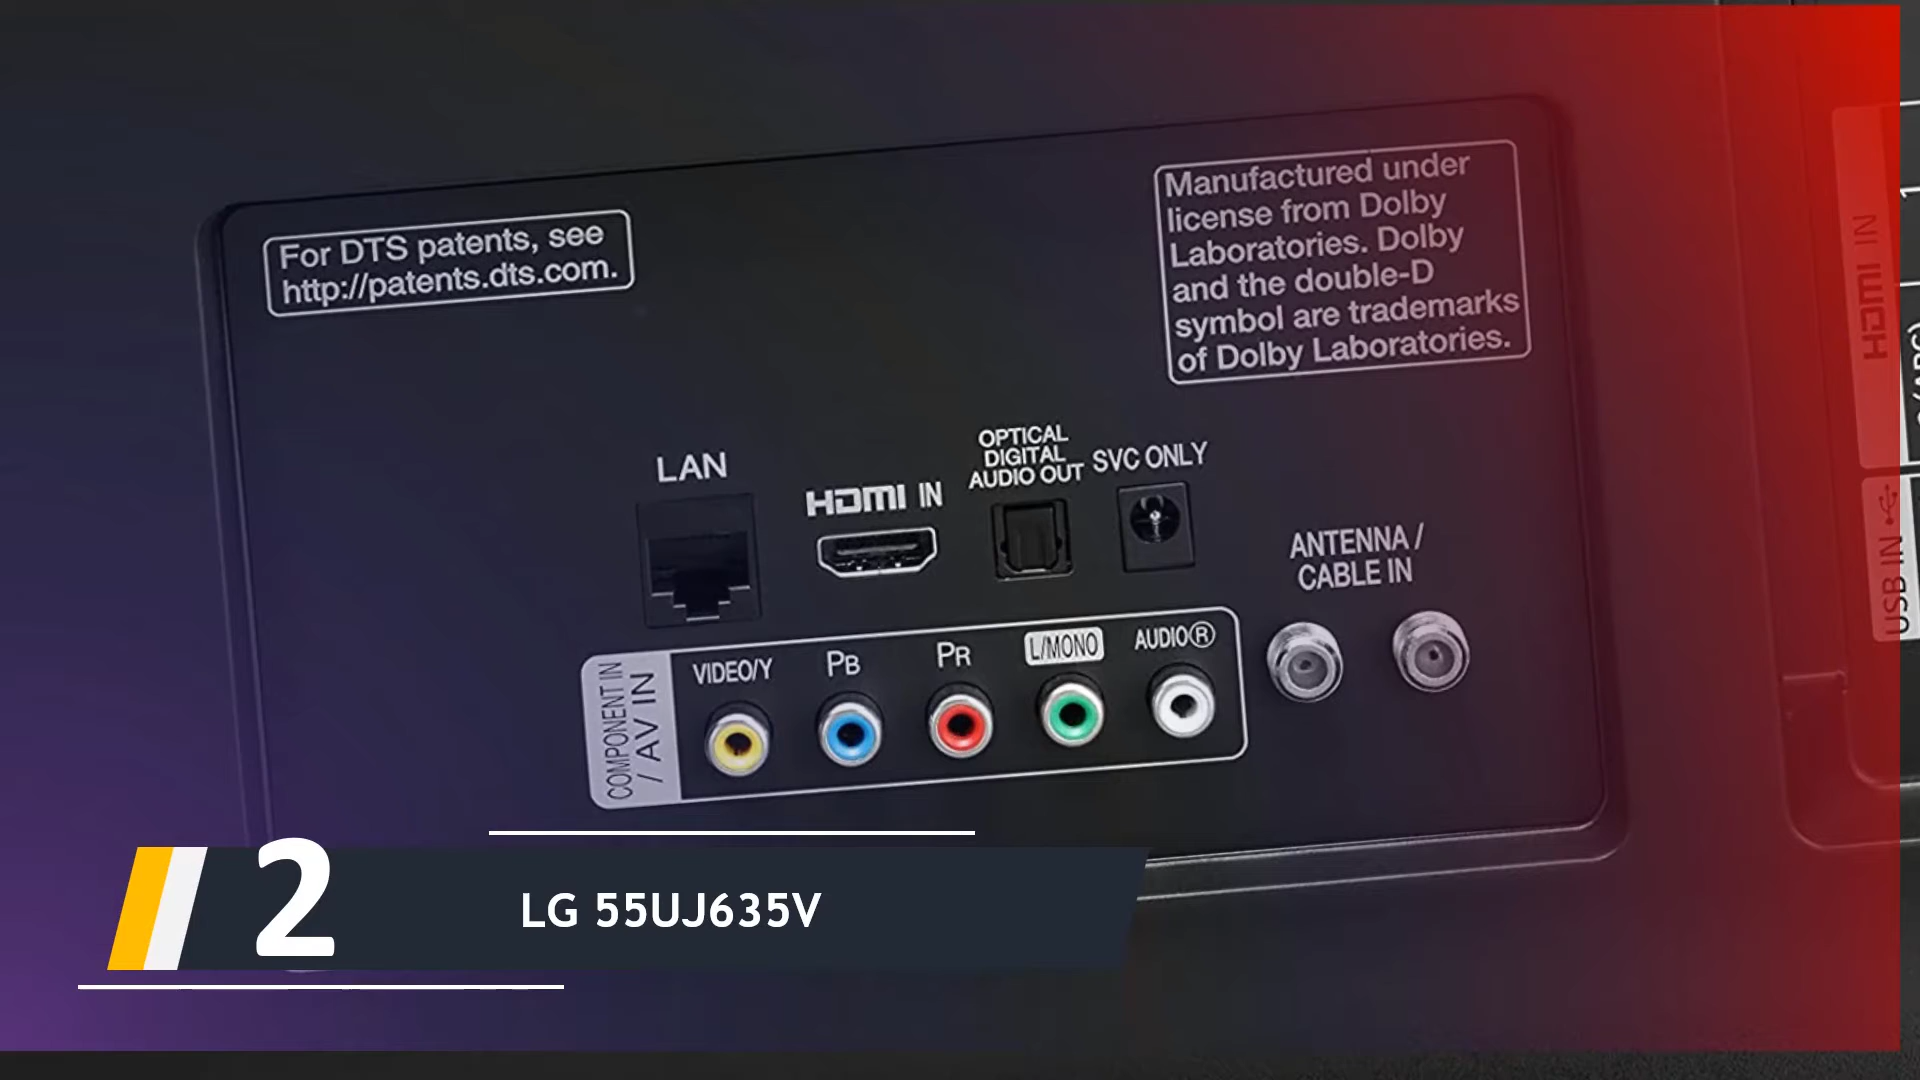 For DTS patents, see
http://patents.dts.com.
Manufactured under
license from Dolby
Laboratories. Dolby
and the double-D
symbol are trademarks
of Dolby Laboratories.
LAN
HDMI IN
OPTICAL
DIGITAL
AUDIO OUT
SVC ONLY
ANTENNA /
CABLE IN
COMPONENT IN
/ AV IN
VIDEO/Y
PB
PR
L/MONO
AUDIO R
HDMI IN
USB IN
2
LG 55UJ635V